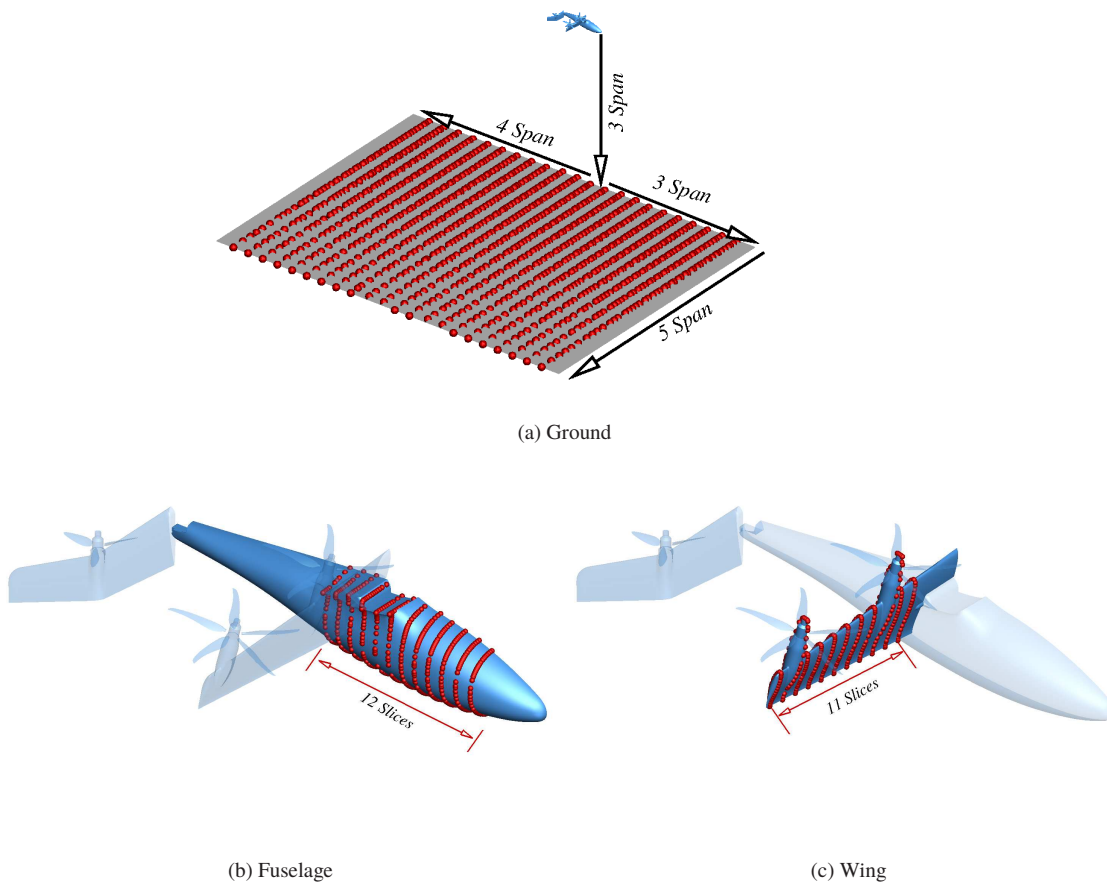 3 Span
4 Span
3 Span
5 Span
(a) Ground
12 Slices
11 Slices
(b) Fuselage
(c) Wing